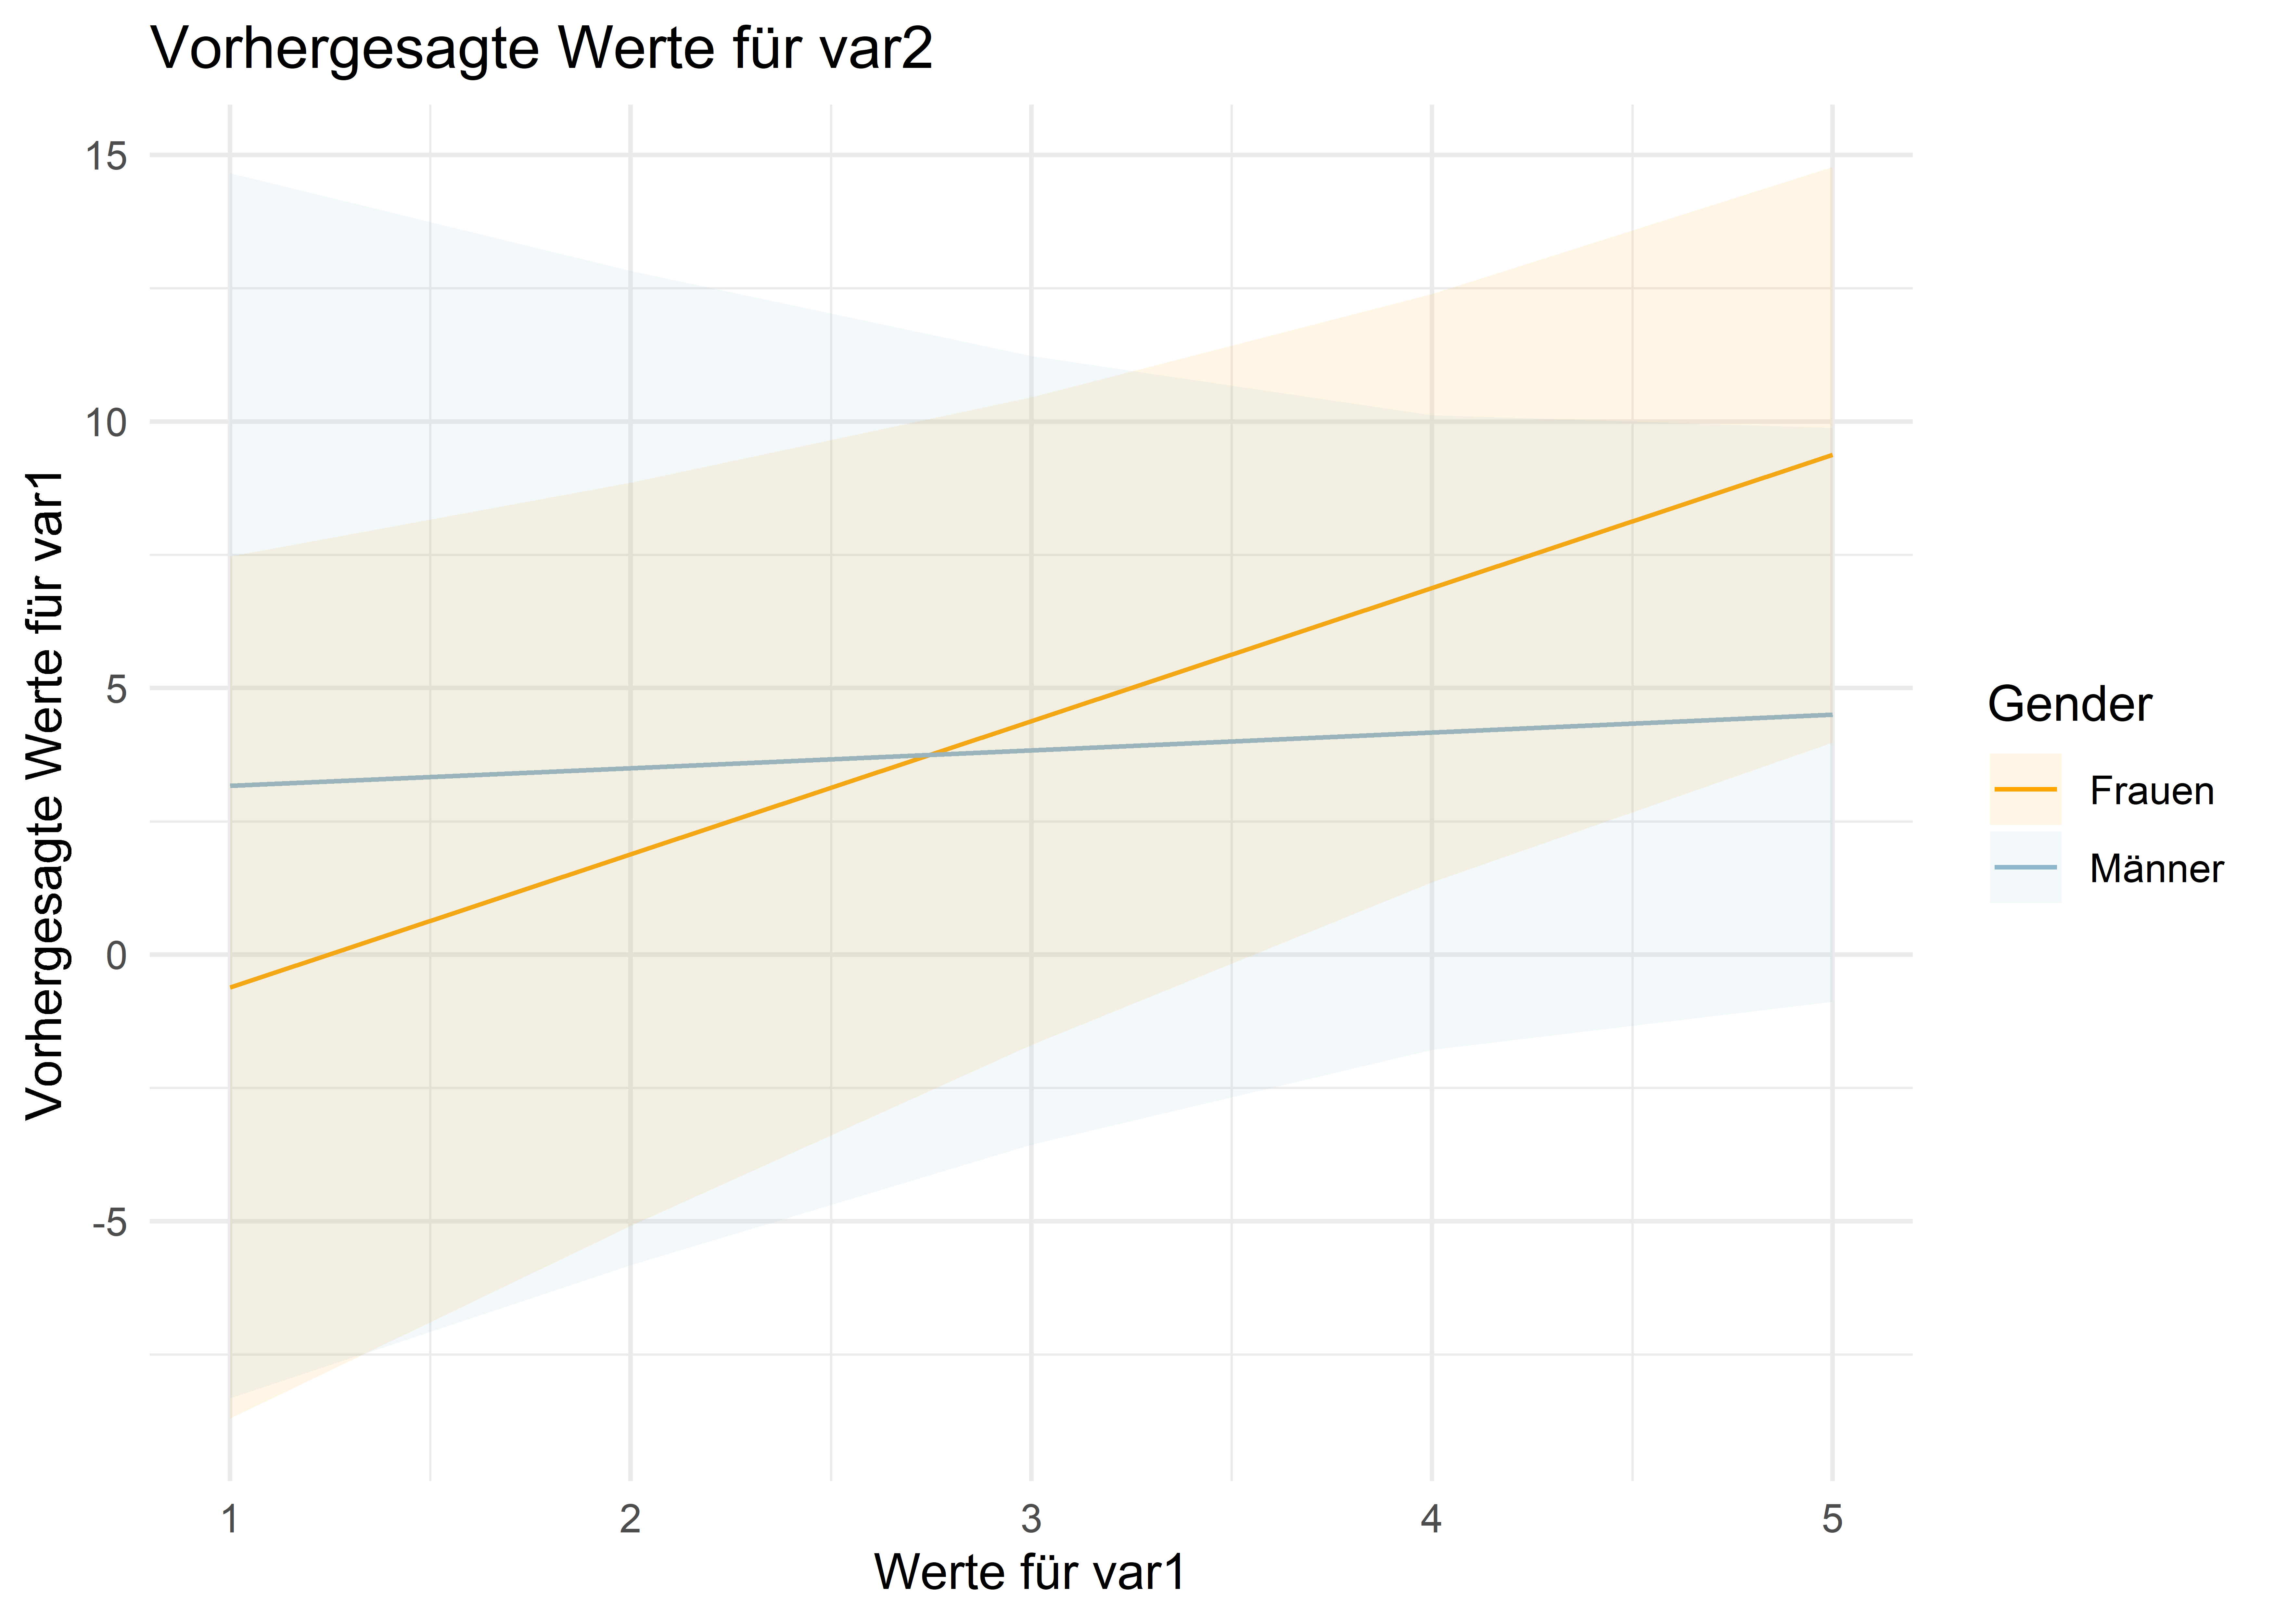 Vorhergesagte Werte für var2
Vorhergesagte Werte für var1
15
10
5
0
-5
1 2 3 4 5
Werte für var1
Gender
Frauen
Männer